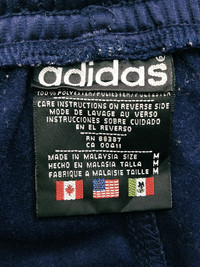 adidas
100% POLYESTER/POLIESTER/POLYESTER
CARE INSTRUCTIONS ON REVERSE SIDE
MODE DE LAVAGE AU VERSO
INSTRUCCIONES SOBRE CUIDADO
EN EL REVERSO
RN 88387
CA 00411
MADE IN MALAYSIA SIZE M
HECHO EN MALASIA TALLA M
FABRIQUE A MALAISIE TAILLE M